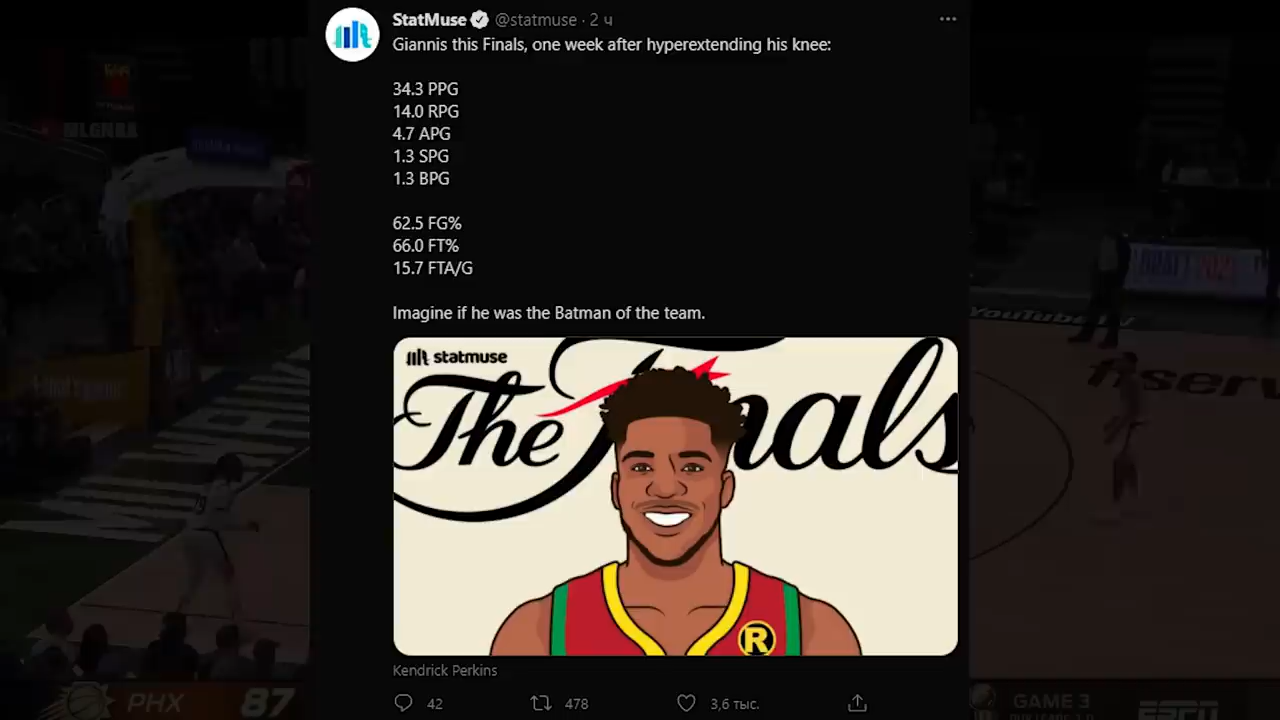 StatMuse @statmuse · 2 ч
Giannis this Finals, one week after hyperextending his knee:
34.3 PPG
14.0 RPG
4.7 APG
1.3 SPG
1.3 BPG
62.5 FG%
66.0 FT%
15.7 FTA/G
Imagine if he was the Batman of the team.
statmuse
The Finals
R
Kendrick Perkins
42
478
3,6 тыс.
YouTube TV
fiserv
PHX 87
GAME 3
ESPN